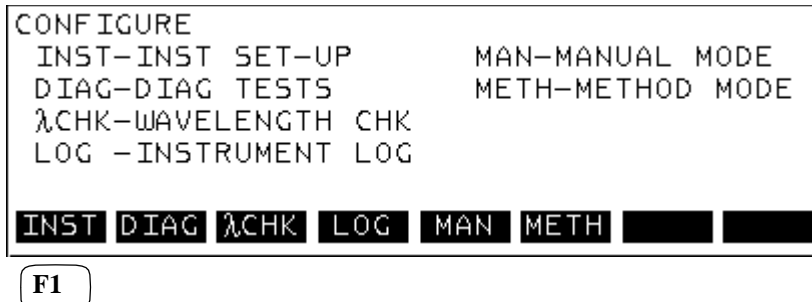 CONFIGURE
INST-INST SET-UP MAN-MANUAL MODE
DIAG-DIAG TESTS METH-METHOD MODE
λCHK-WAVELENGTH CHK
LOG -INSTRUMENT LOG
INST DIAG λCHK LOG MAN METH
F1